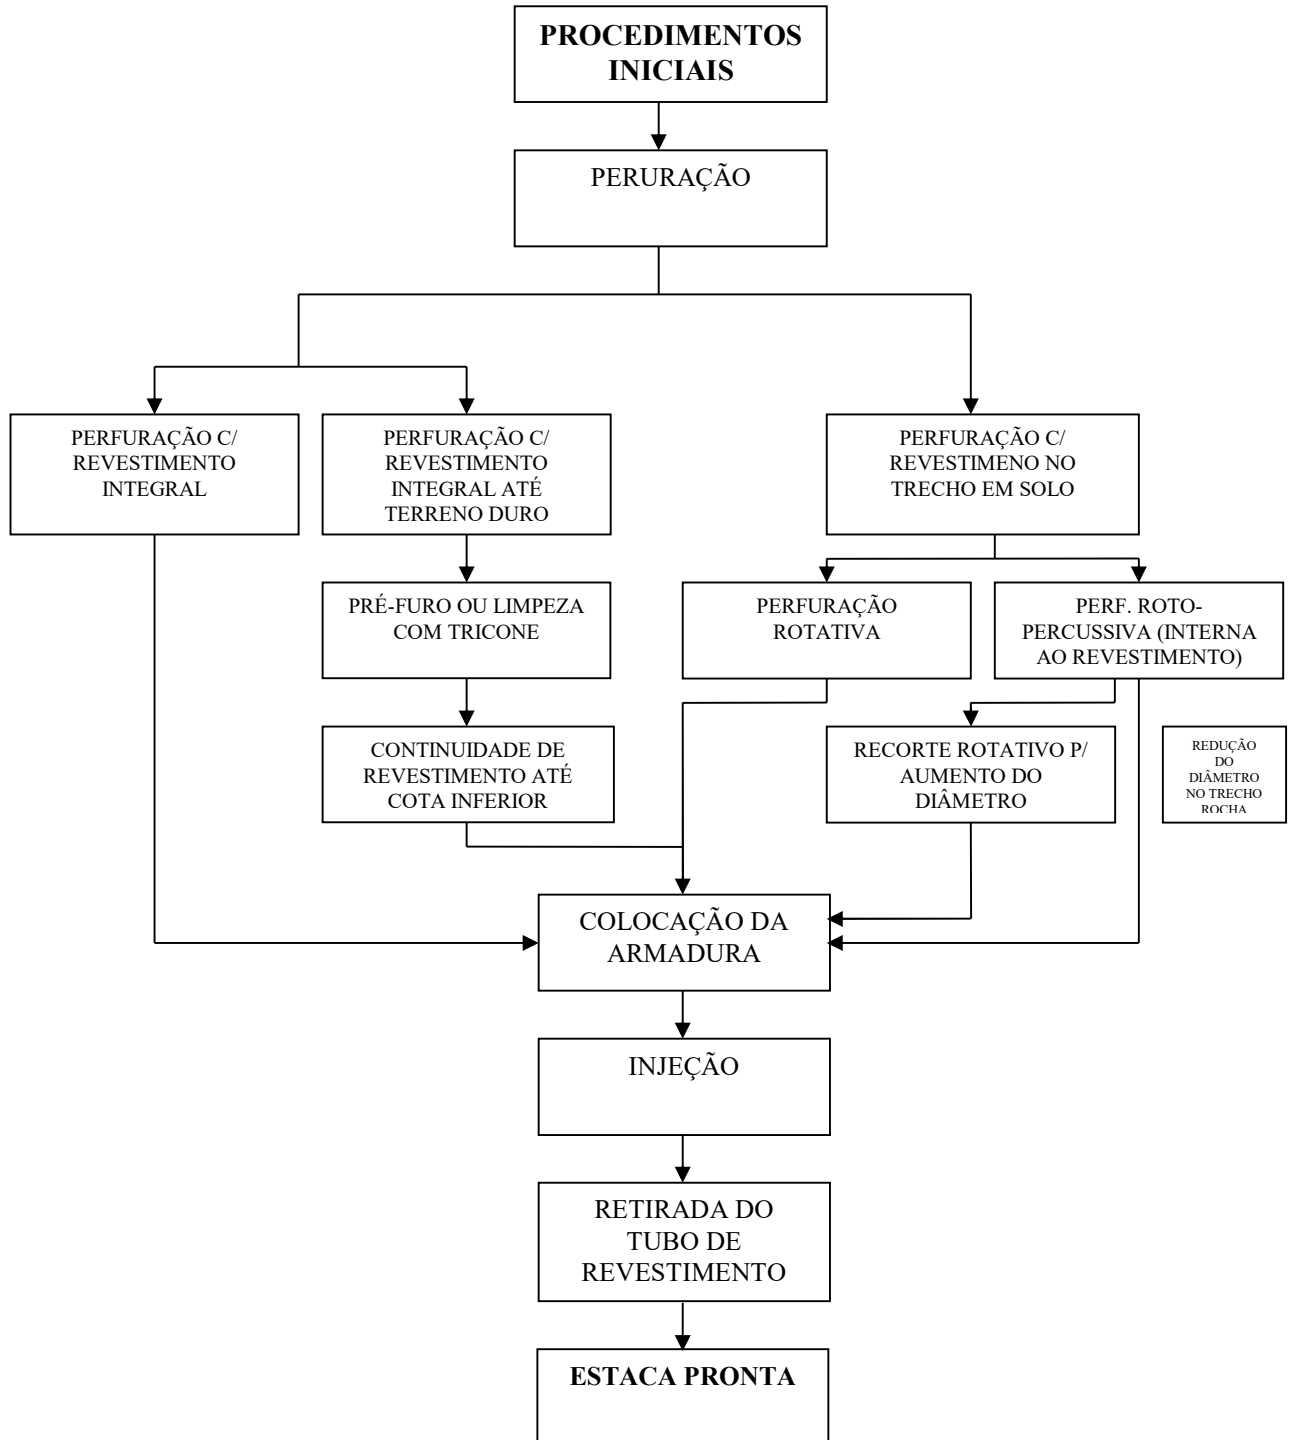 PROCEDIMENTOS
INICIAIS
PERURAÇÃO
PERFURAÇÃO C/
REVESTIMENTO
INTEGRAL
PERFURAÇÃO C/
REVESTIMENTO
INTEGRAL ATÉ
TERRENO DURO
PERFURAÇÃO C/
REVESTIMENO NO
TRECHO EM SOLO
PRÉ-FURO OU LIMPEZA
COM TRICONE
PERFURAÇÃO
ROTATIVA
PERF. ROTO-
PERCUSSIVA (INTERNA
AO REVESTIMENTO)
CONTINUIDADE DE
REVESTIMENTO ATÉ
COTA INFERIOR
RECORTE ROTATIVO P/
AUMENTO DO
DIÂMETRO
REDUÇÃO
DO
DIÂMETRO
NO TRECHO
ROCHA
COLOCAÇÃO DA
ARMADURA
INJEÇÃO
RETIRADA DO
TUBO DE
REVESTIMENTO
ESTACA PRONTA